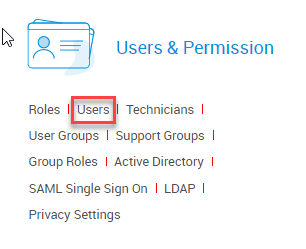 Users & Permission
Roles | Users | Technicians |
User Groups | Support Groups |
Group Roles | Active Directory |
SAML Single Sign On | LDAP |
Privacy Settings